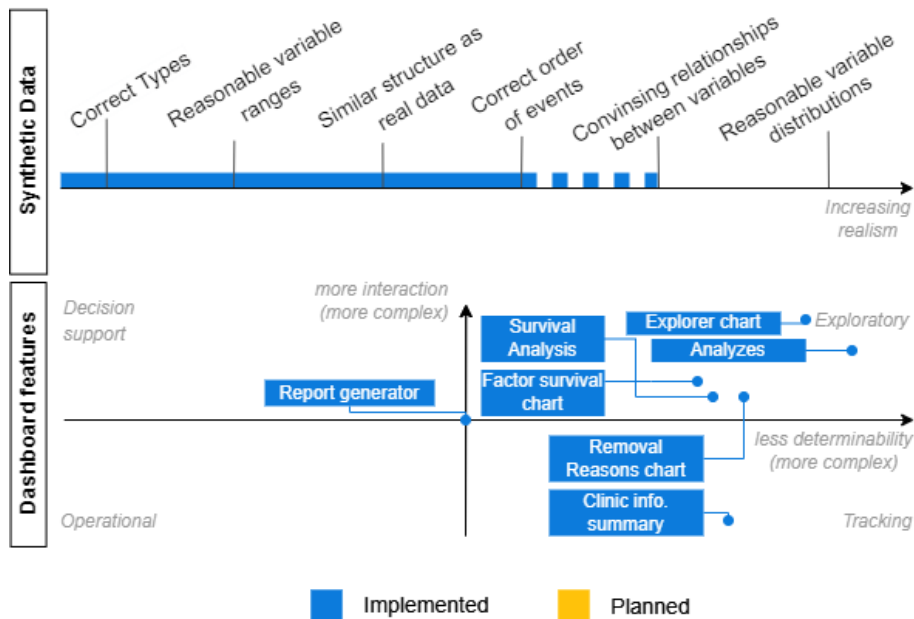 Synthetic Data
Correct Types
Reasonable variable
ranges
Similar structure as
real data
Correct order
of events
Convinsing relationships
between variables
Reasonable variable
distributions
Increasing
realism
Dashboard features
Decision
support
more interaction
(more complex)
Survival
Analysis
Explorer chart
Exploratory
Analyzes
Report generator
Factor survival
chart
less determinability
(more complex)
Removal
Reasons chart
Clinic info.
summary
Operational
Tracking
Implemented
Planned